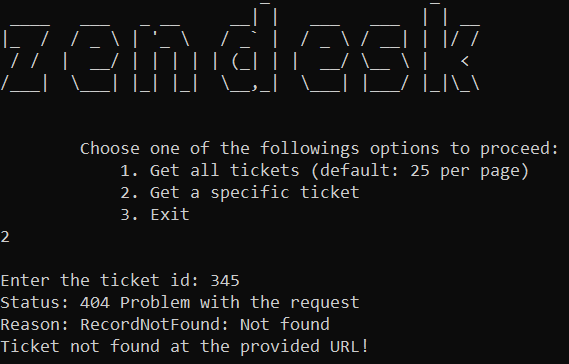 zendesk
Choose one of the followings options to proceed:
1. Get all tickets (default: 25 per page)
2. Get a specific ticket
3. Exit
2
Enter the ticket id: 345
Status: 404 Problem with the request
Reason: RecordNotFound: Not found
Ticket not found at the provided URL!